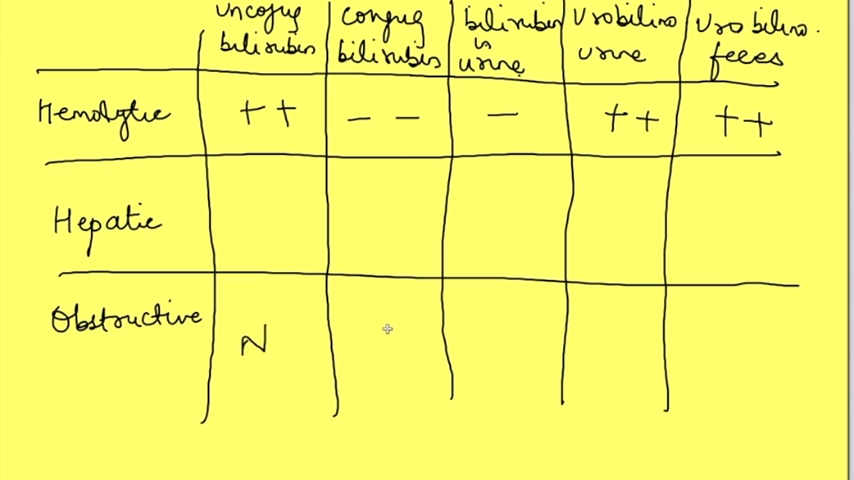 uncojug conjug bilirubin Urobilino Urobilino.
bilirubin bilirubin in urine feces
urine
Hemolytic ++ -- - ++ ++
Hepatic
Obstructive
N